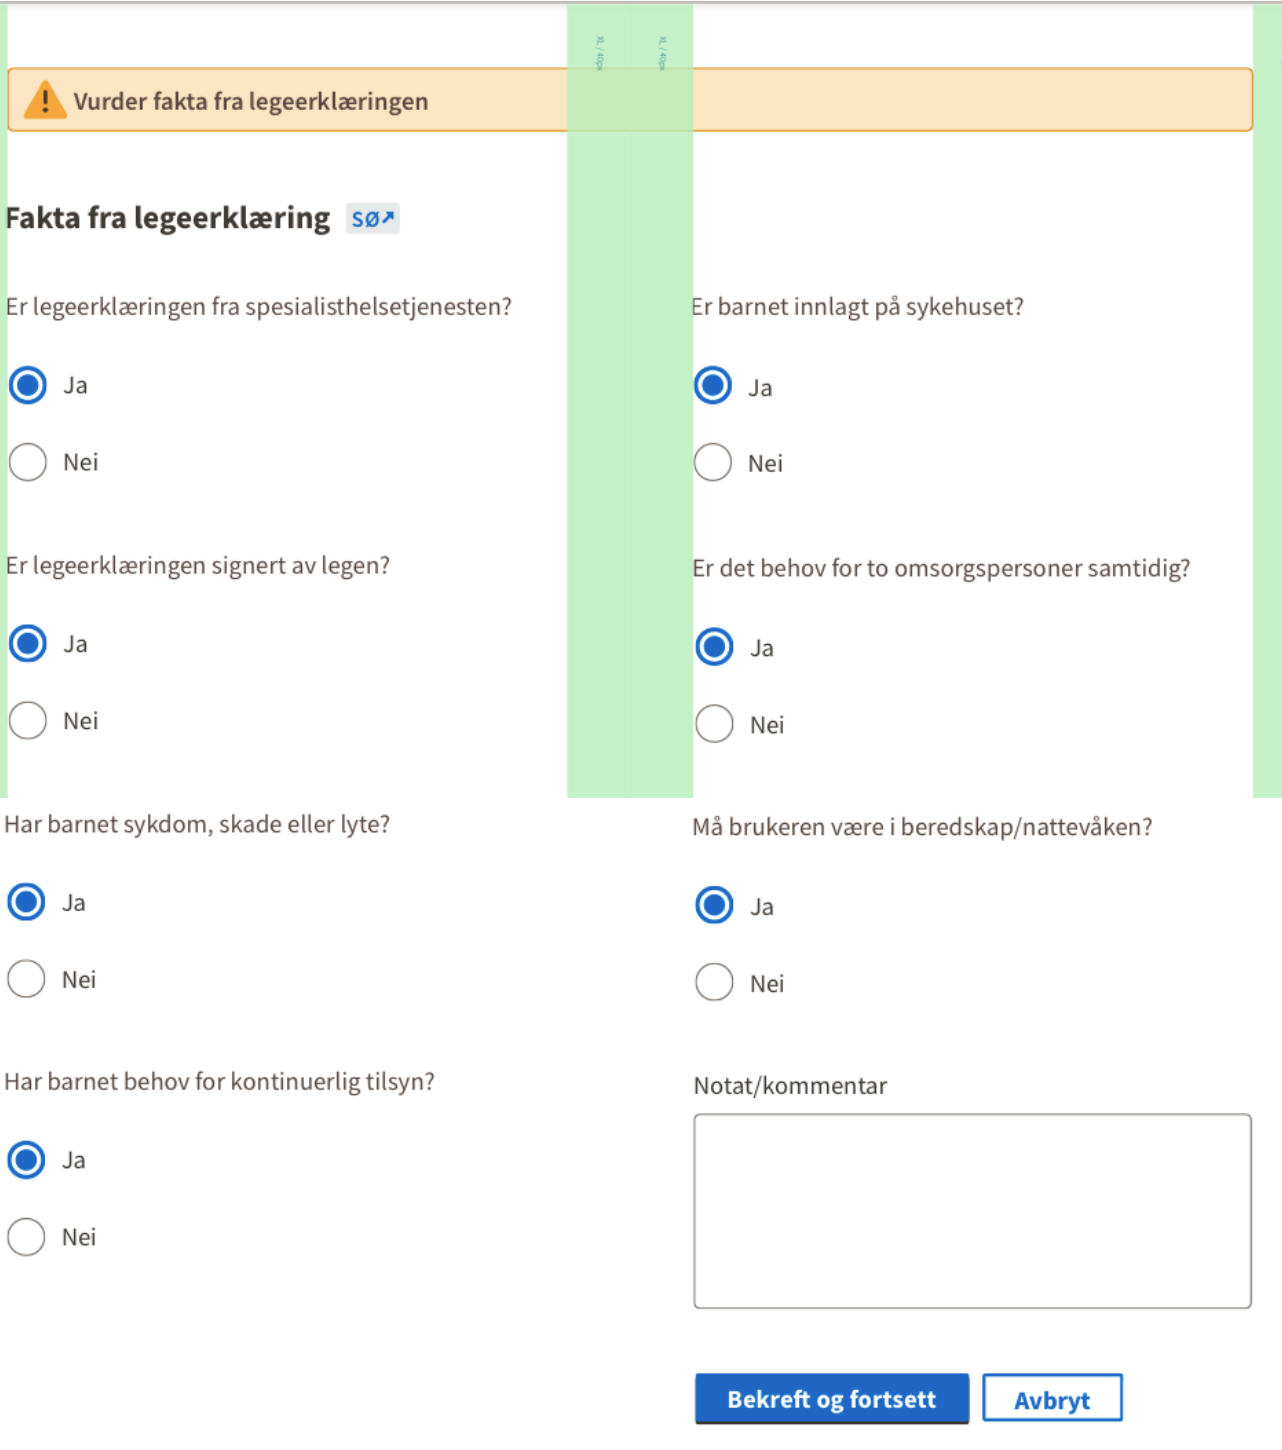 XL / 40px
XL / 40px
Vurder fakta fra legeerklæringen
Fakta fra legeerklæring SØ
Er legeerklæringen fra spesialisthelsetjenesten?
Ja
Nei
Er legeerklæringen signert av legen?
Ja
Nei
Har barnet sykdom, skade eller lyte?
Ja
Nei
Har barnet behov for kontinuerlig tilsyn?
Ja
Nei
Er barnet innlagt på sykehuset?
Ja
Nei
Er det behov for to omsorgspersoner samtidig?
Ja
Nei
Må brukeren være i beredskap/nattevåken?
Ja
Nei
Notat/kommentar
Bekreft og fortsett
Avbryt